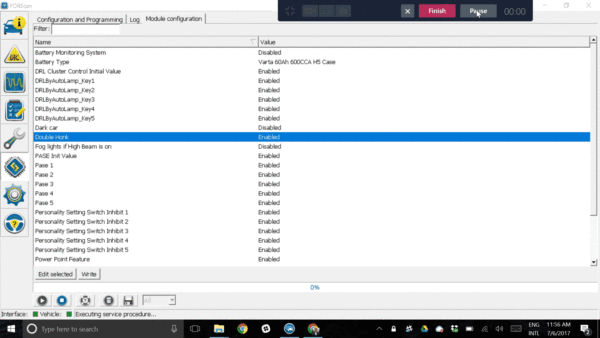 FORScan
Finish
Pause
00:00
Configuration and Programming
Log
Module configuration
Filter:
Name Value
Battery Monitoring System Disabled
Battery Type Varta 60Ah 600CCA H5 Case
DRL Cluster Control Initial Value Enabled
DRLByAutoLamp_Key1 Enabled
DRLByAutoLamp_Key2 Enabled
DRLByAutoLamp_Key3 Enabled
DRLByAutoLamp_Key4 Enabled
DRLByAutoLamp_Key5 Enabled
Dark car Disabled
Double Honk Enabled
Fog lights if High Beam is on Disabled
PASE Init Value Enabled
Pase 1 Enabled
Pase 2 Enabled
Pase 3 Enabled
Pase 4 Enabled
Pase 5 Enabled
Personality Setting Switch Inhibit 1 Enabled
Personality Setting Switch Inhibit 2 Enabled
Personality Setting Switch Inhibit 3 Enabled
Personality Setting Switch Inhibit 4 Enabled
Personality Setting Switch Inhibit 5 Enabled
Power Point Feature Enabled
Edit selected Write
0%
All
Interface: Vehicle: Executing service procedure...
Type here to search
ENG
INTL
11:56 AM
7/6/2017